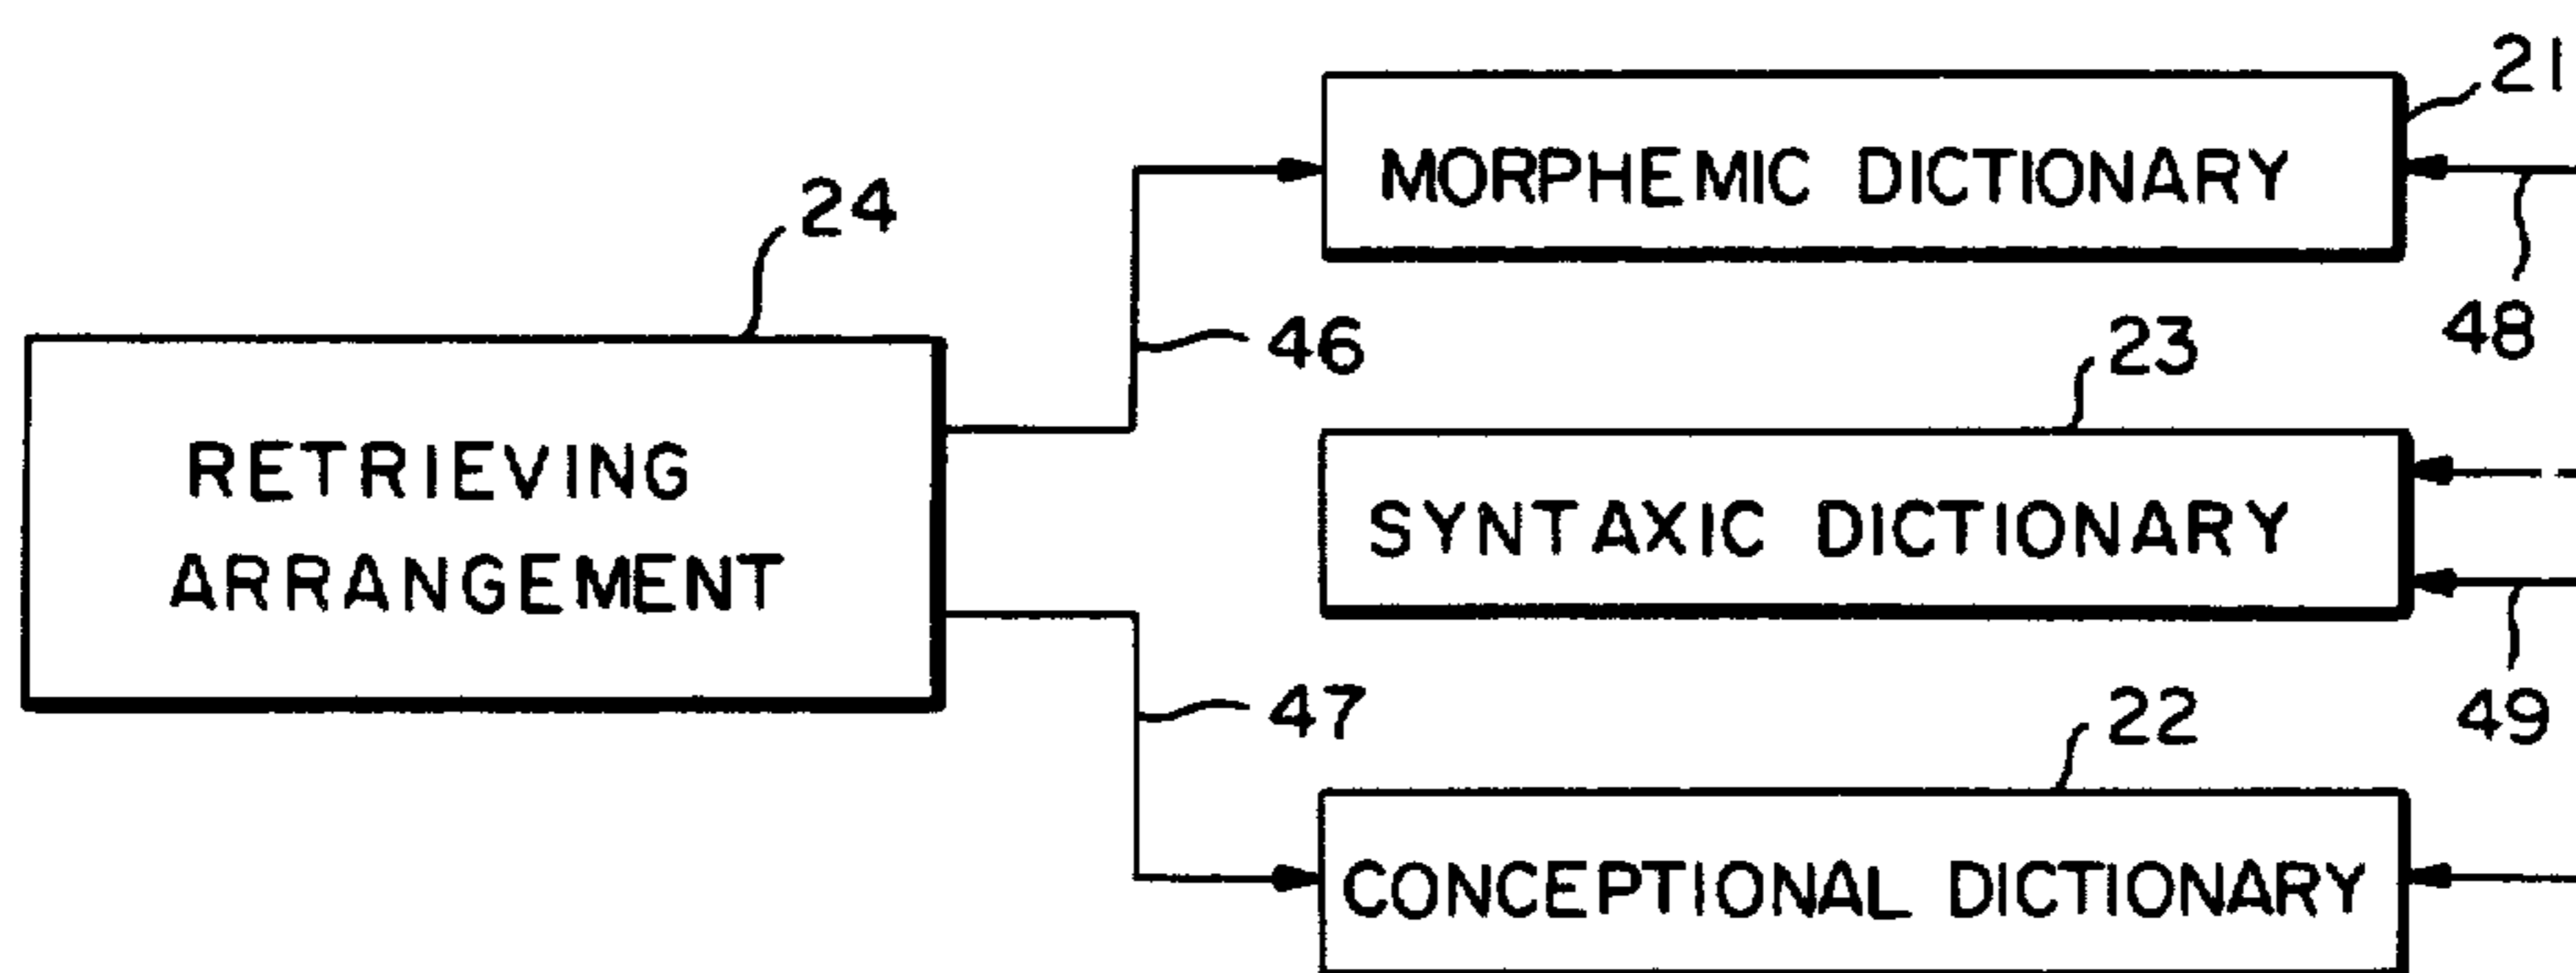 21
MORPHEMIC DICTIONARY
24
48
46
23
RETRIEVING
ARRANGEMENT
SYNTAXIC DICTIONARY
47
22
49
CONCEPTIONAL DICTIONARY